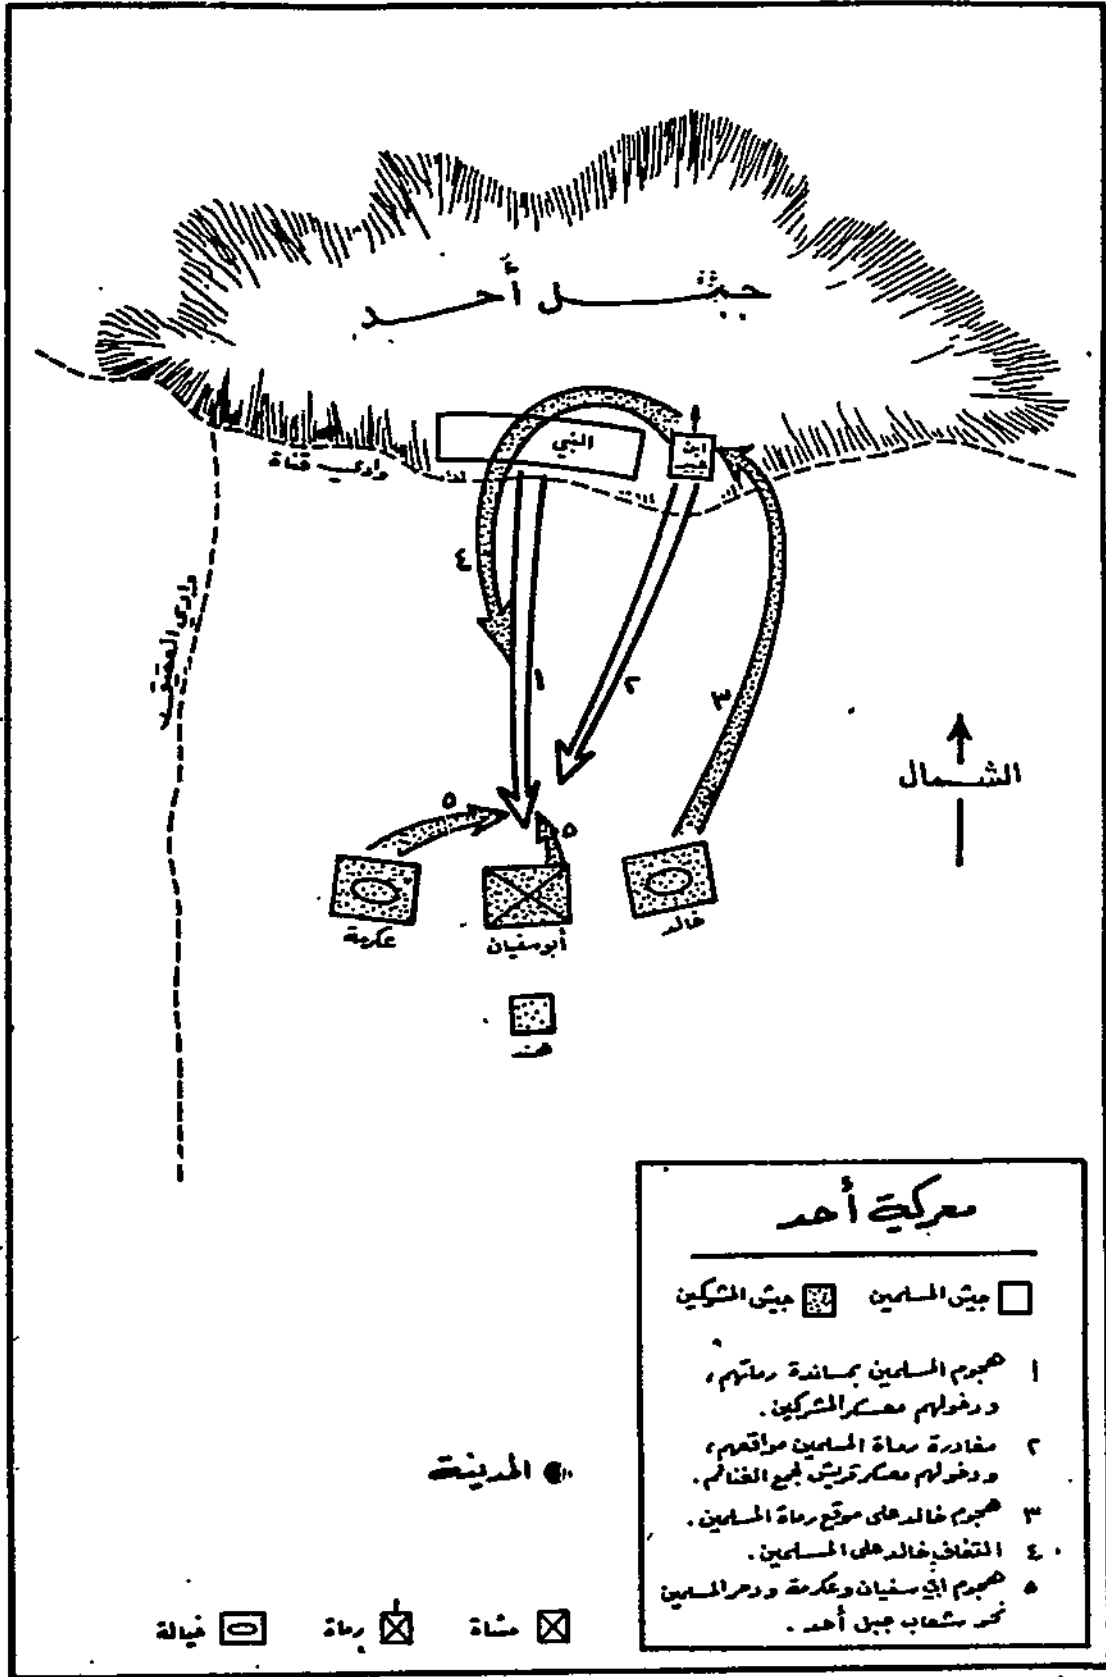 جبل أحد
النبي
ابن جبير
وادي قناة
وادي العقيق
٤
١
٢
٣
الشمال
٥
٥
عكرمة
أبو سفيان
خالد
هند
معركة أحد
جيش المسلمين
جيش المشركين
١ هجوم المسلمين بمساندة رماتهم،
ودخولهم معسكر المشركين.
٢ مغادرة رماة المسلمين مواقعهم،
ودخولهم معسكر قريش لجمع الغنائم.
٣ هجوم خالد على موقع رماة المسلمين.
٤ التفاف خالد على المسلمين.
٥ هجوم أبي سفيان وعكرمة ودحر المسلمين
نحو شعاب جبل أحد.
المدينة
مشاة
رماة
خيالة